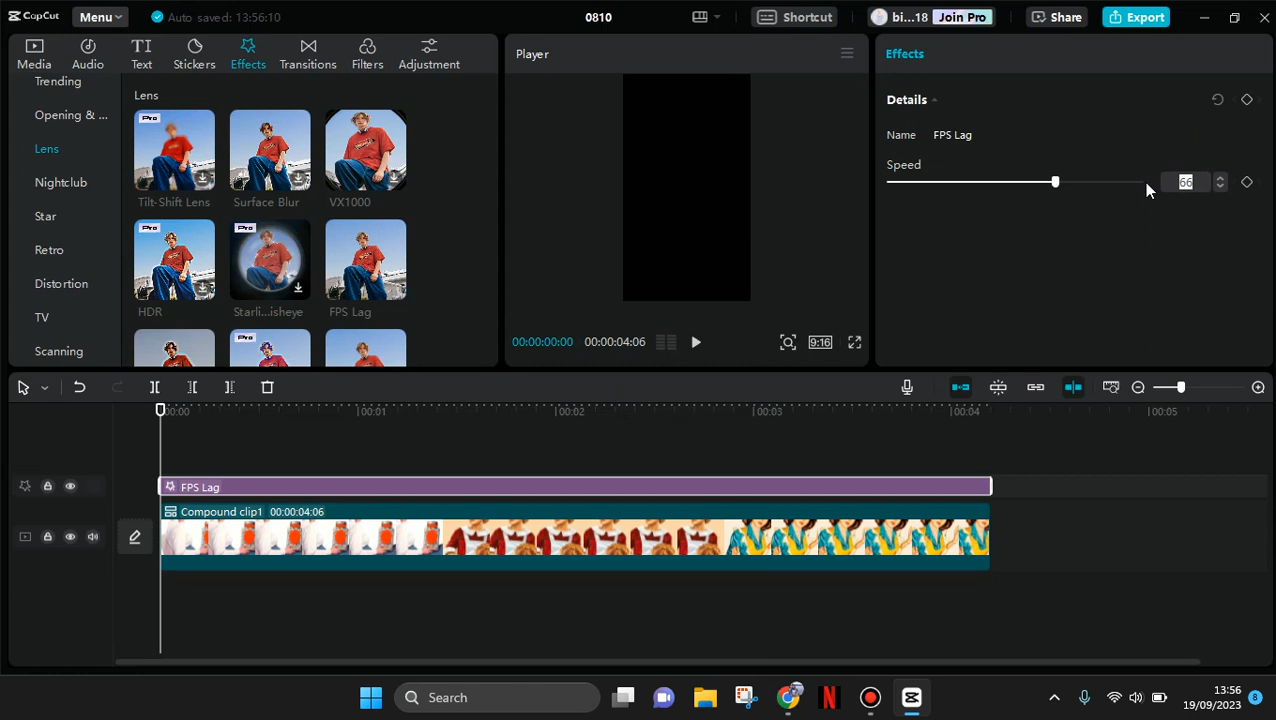 CapCut
Menu
Auto saved: 13:56:10
0810
Shortcut
bi...18
Join Pro
Share
Export
Media
Audio
Text
Stickers
Effects
Transitions
Filters
Adjustment
Player
Effects
Trending
Opening & ...
Lens
Nightclub
Star
Retro
Distortion
TV
Scanning
Lens
Pro
Tilt-Shift Lens
Surface Blur
VX1000
Pro
HDR
Pro
Starli...isheye
FPS Lag
Pro
00:00:00:00
00:00:04:06
9:16
Details
Name
FPS Lag
Speed
66
00:00
00:01
00:02
00:03
00:04
00:05
FPS Lag
Compound clip1
00:00:04:06
Search
13:56
19/09/2023
8